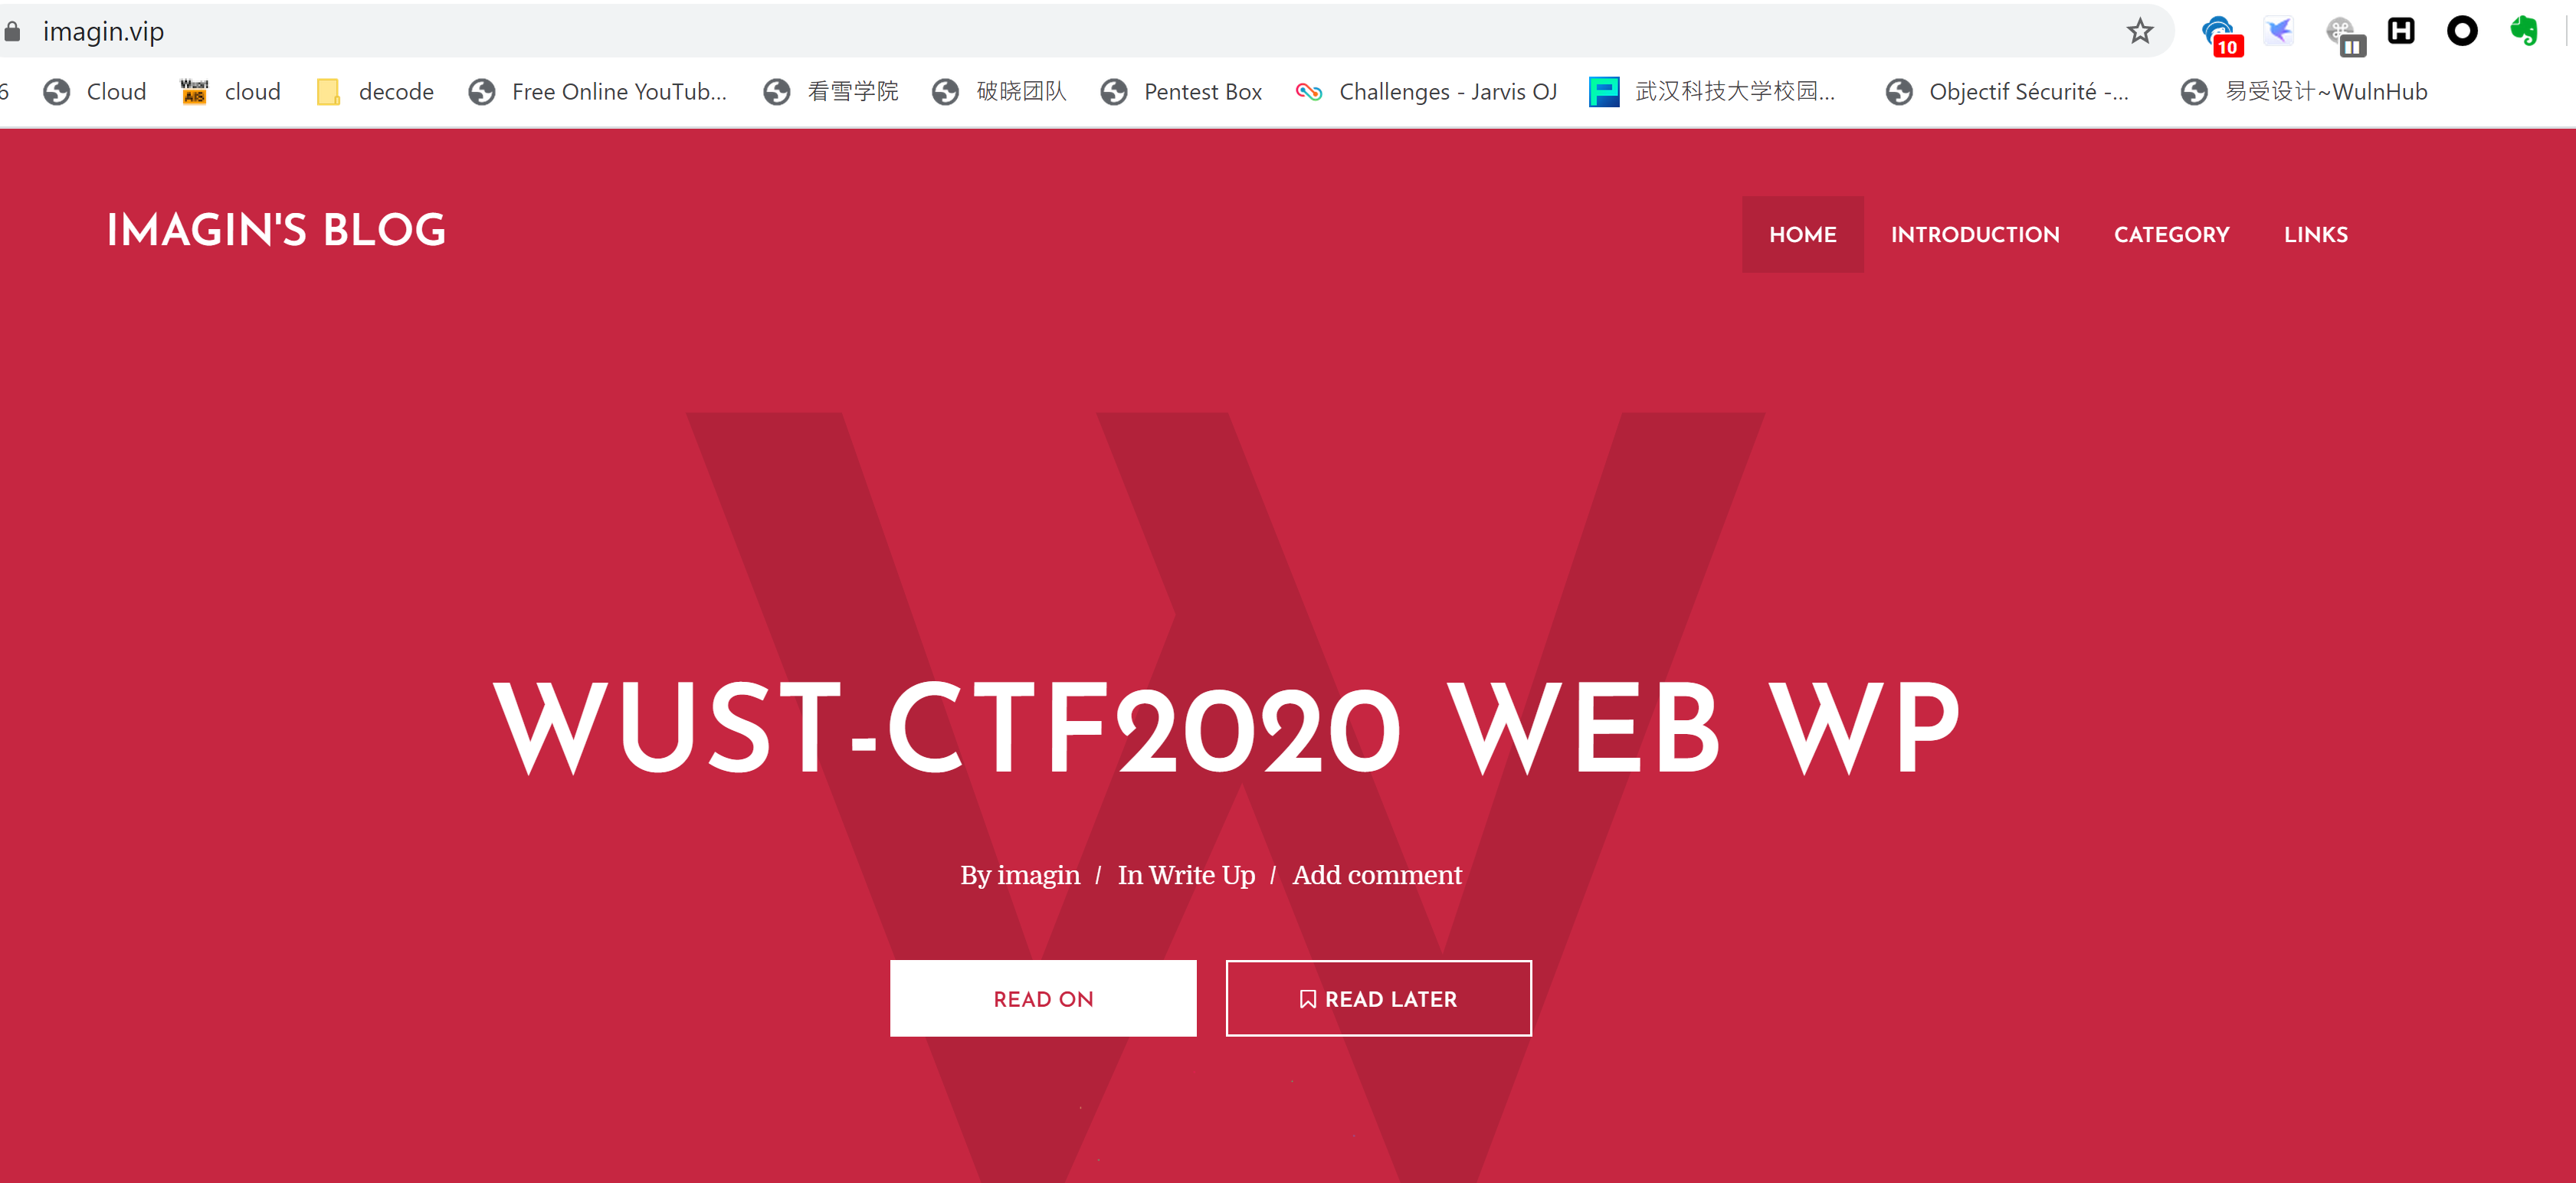 imagin.vip
10
6 Cloud cloud decode Free Online YouTub... 看雪学院 破晓团队 Pentest Box Challenges - Jarvis OJ 武汉科技大学校园... Objectif Sécurité -... 易受设计~WulnHub
IMAGIN'S BLOG
HOME INTRODUCTION CATEGORY LINKS
W
WUST-CTF2020 WEB WP
By imagin / In Write Up / Add comment
READ ON READ LATER